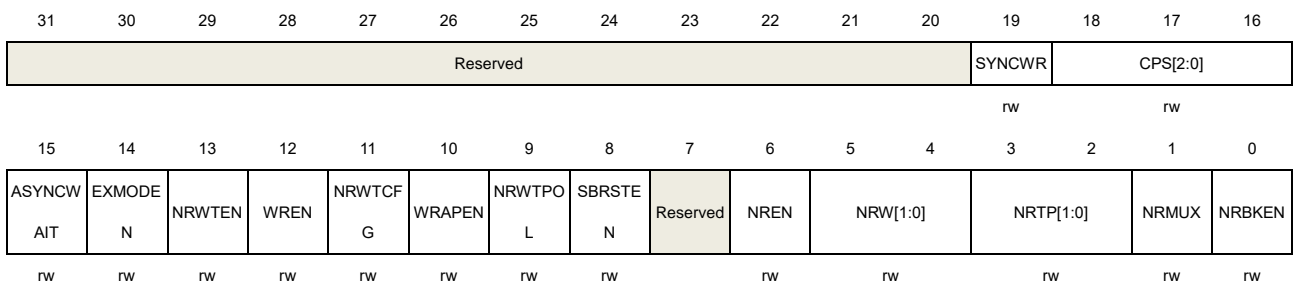 31 30 29 28 27 26 25 24 23 22 21 20 19 18 17 16
Reserved SYNCWR CPS[2:0]
rw rw
15 14 13 12 11 10 9 8 7 6 5 4 3 2 1 0
ASYNCW EXMODE NRWTCF NRWTPO SBRSTE
NRWTEN WREN WRAPEN Reserved NREN NRW[1:0] NRTP[1:0] NRMUX NRBKEN
AIT N G L N
rw rw rw rw rw rw rw rw rw rw rw rw rw